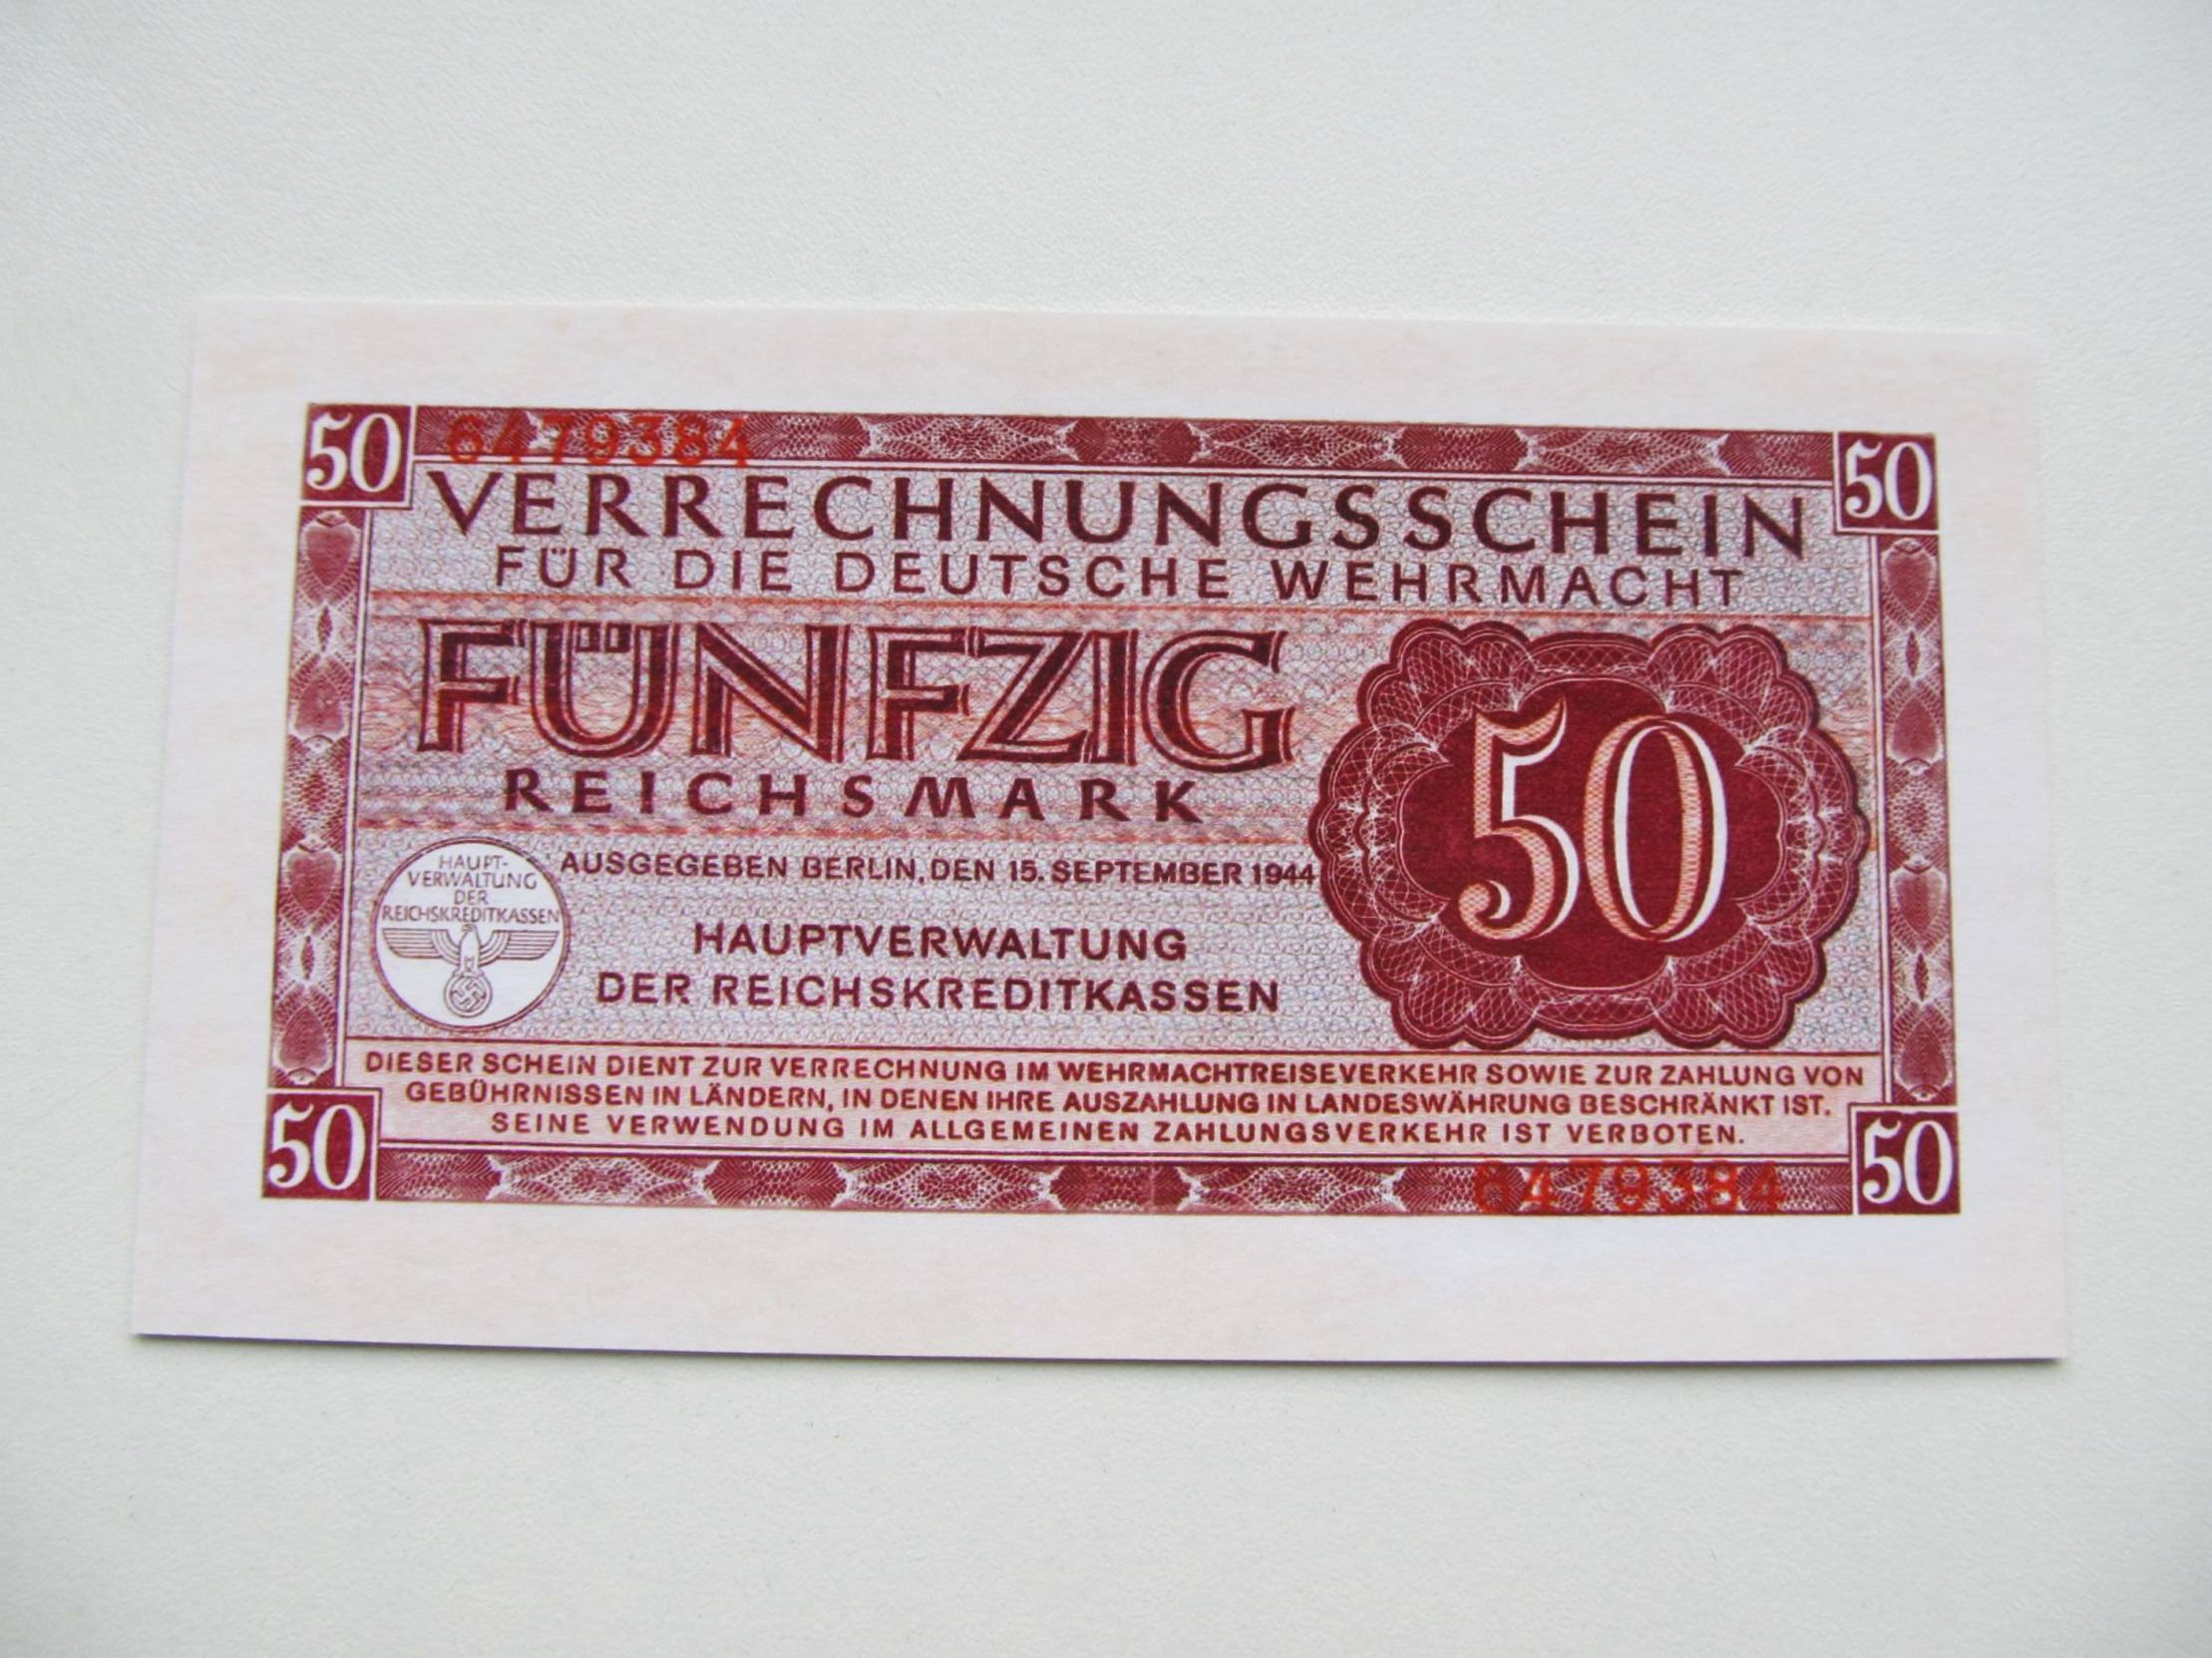 50 6479384 50
VERRECHNUNGSSCHEIN
FÜR DIE DEUTSCHE WEHRMACHT
FÜNFZIG
REICHSMARK
50
HAUPT-
VERWALTUNG
DER
REICHSKREDITKASSEN
AUSGEGEBEN BERLIN, DEN 15. SEPTEMBER 1944
HAUPTVERWALTUNG
DER REICHSKREDITKASSEN
DIESER SCHEIN DIENT ZUR VERRECHNUNG IM WEHRMACHTREISEVERKEHR SOWIE ZUR ZAHLUNG VON
GEBÜHRNISSEN IN LÄNDERN, IN DENEN IHRE AUSZAHLUNG IN LANDESWÄHRUNG BESCHRÄNKT IST.
SEINE VERWENDUNG IM ALLGEMEINEN ZAHLUNGSVERKEHR IST VERBOTEN.
50 6479384 50